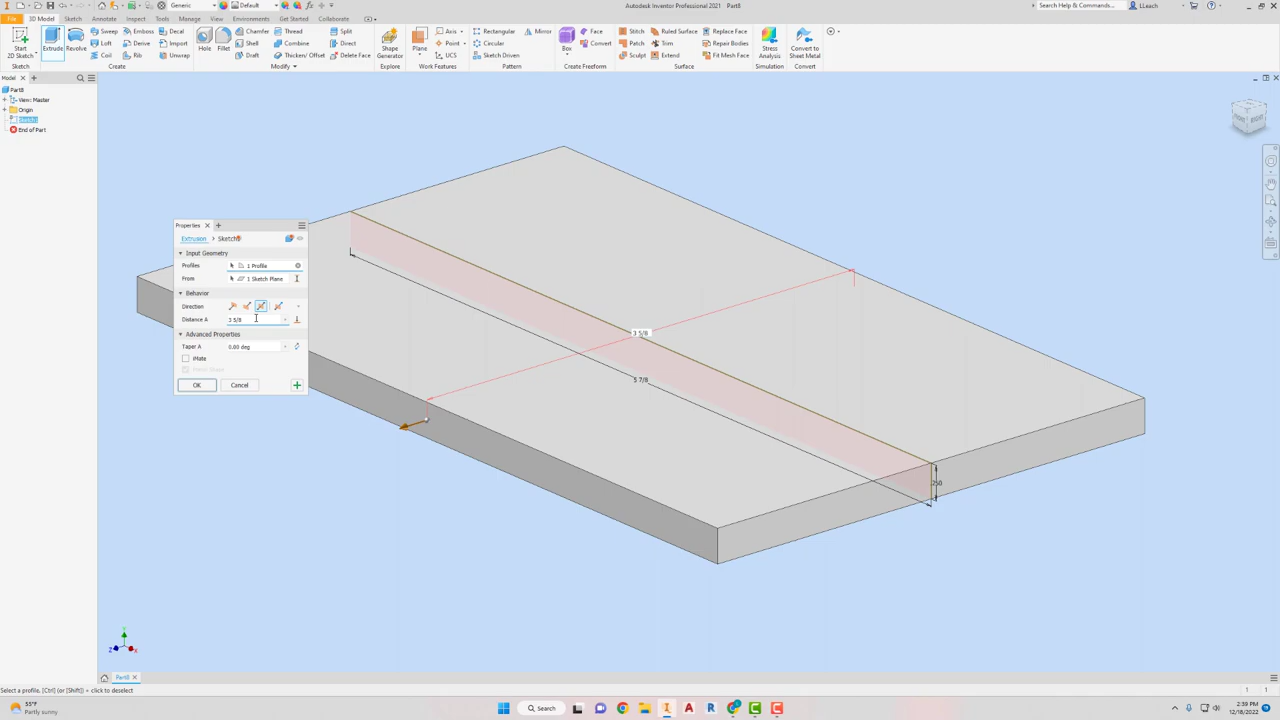 Generic
Default
Autodesk Inventor Professional 2021 Part8
Search Help & Commands...
LLeach
File 3D Model Sketch Annotate Inspect Tools Manage View Environments Get Started Collaborate
Start 2D Sketch
Sketch
Extrude
Revolve
Sweep Emboss Decal
Loft Derive Import
Coil Rib Unwrap
Create
Hole
Fillet
Chamfer Thread Split
Shell Combine Direct
Draft Thicken/ Offset Delete Face
Modify
Shape Generator
Explore
Plane
Axis
Point
UCS
Work Features
Rectangular Mirror
Circular
Sketch Driven
Pattern
Box
Face
Convert
Create Freeform
Stitch Ruled Surface Replace Face
Patch Trim Repair Bodies
Sculpt Extend Fit Mesh Face
Surface
Stress Analysis
Simulation
Convert to Sheet Metal
Convert
Model
Part8
View: Master
Origin
End of Part
Properties
Extrusion > Sketch
Input Geometry
Profiles 1 Profile
From 1 Sketch Plane
Behavior
Direction
Distance A 3 5/8
Advanced Properties
Taper A 0.00 deg
iMate
OK Cancel
3 5/8
5 7/8
FRONT RIGHT
Part8
Select a profile. [Ctrl] (or [Shift]) + click to deselect
1 1
55°F
Partly sunny
Search
2:39 PM
12/18/2022